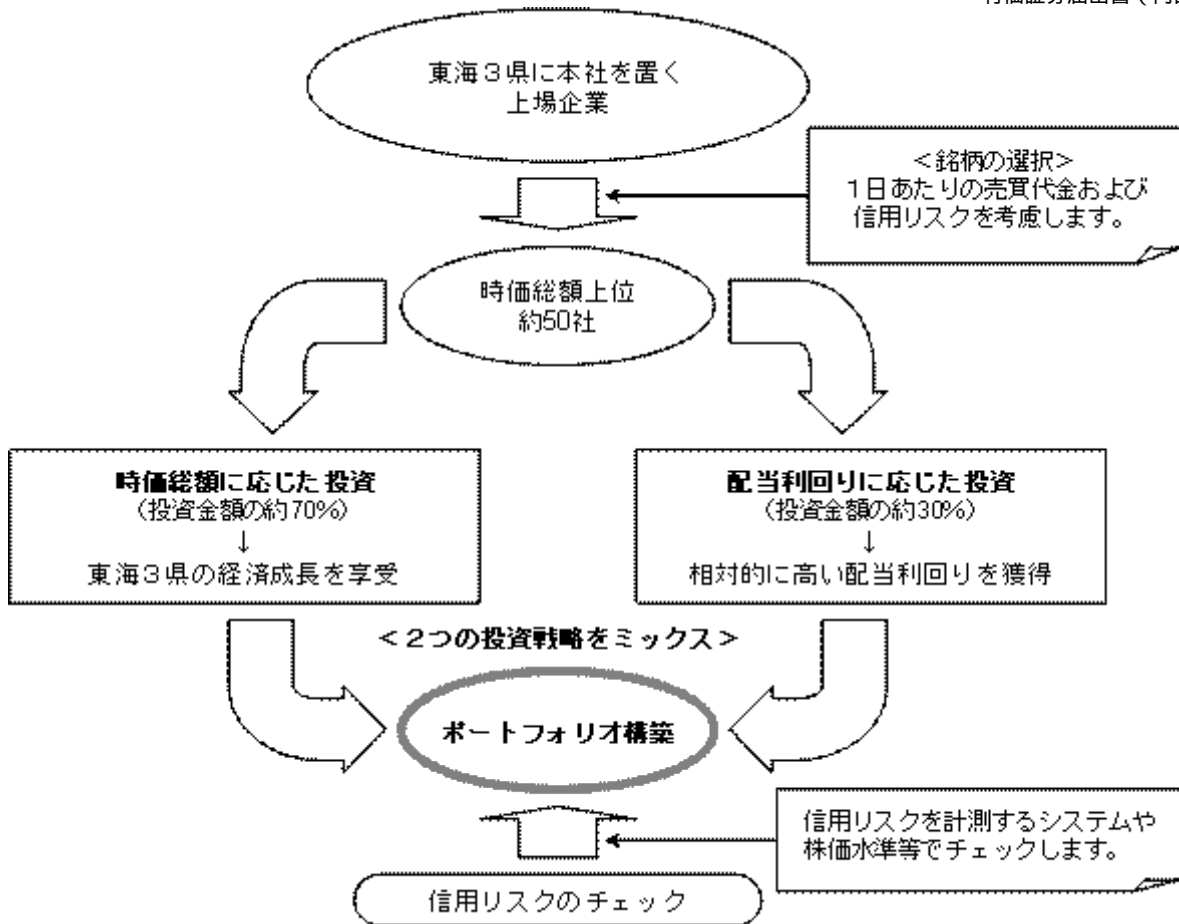 東海３県に本社を置く
上場企業
＜銘柄の選択＞
１日あたりの売買代金および
信用リスクを考慮します。
時価総額上位
約50社
時価総額に応じた投資
（投資金額の約70%）
↓
東海３県の経済成長を享受
配当利回りに応じた投資
（投資金額の約30%）
↓
相対的に高い配当利回りを獲得
＜２つの投資戦略をミックス＞
ポートフォリオ構築
信用リスクを計測するシステムや
株価水準等でチェックします。
信用リスクのチェック